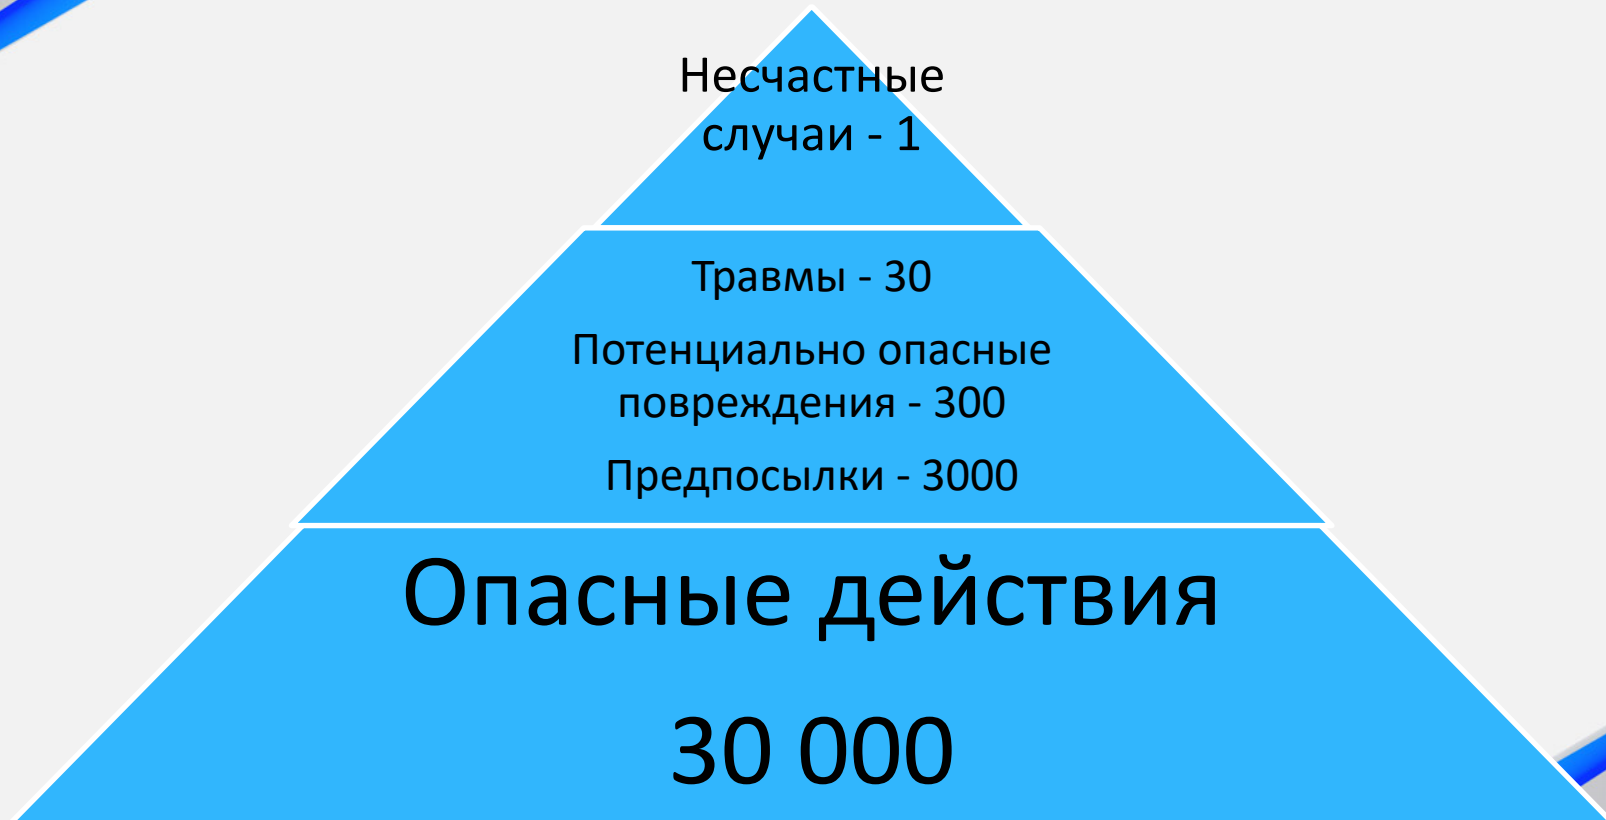 Несчастные
случаи - 1
Травмы - 30
Потенциально опасные
повреждения - 300
Предпосылки - 3000
Опасные действия
30 000